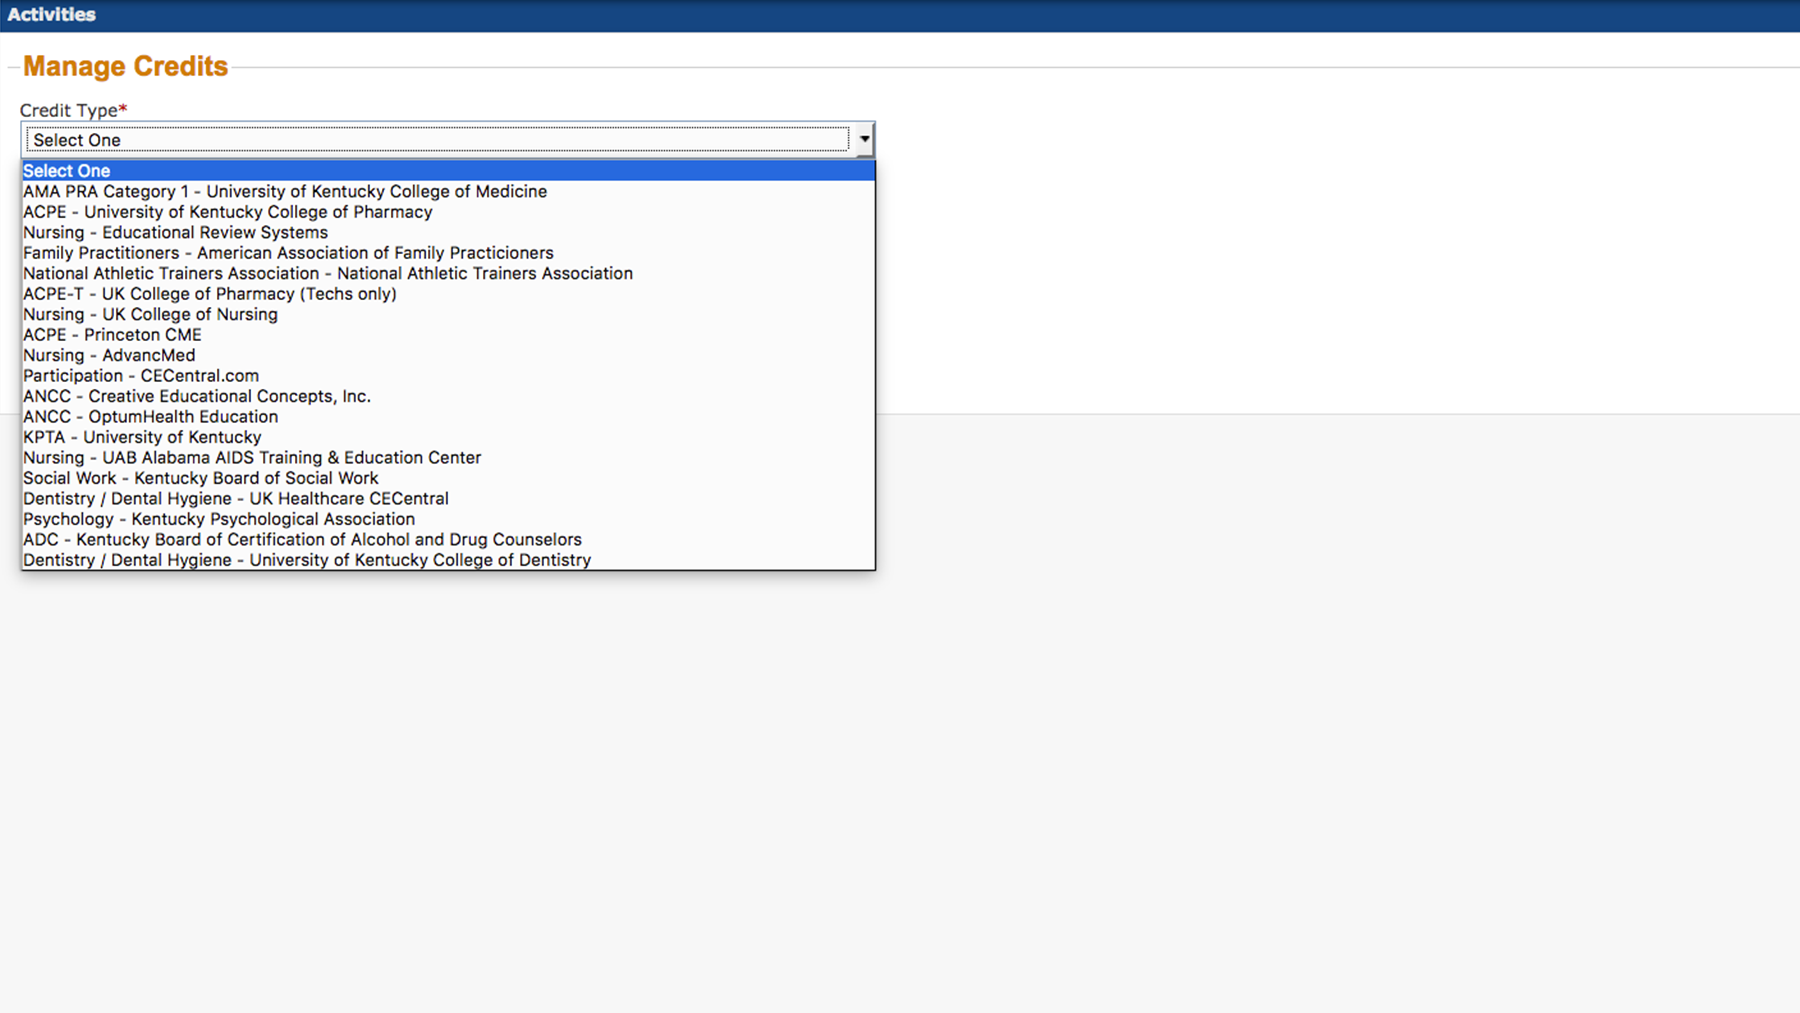 Activities
Manage Credits
Credit Type*
Select One
Select One
AMA PRA Category 1 - University of Kentucky College of Medicine
ACPE - University of Kentucky College of Pharmacy
Nursing - Educational Review Systems
Family Practitioners - American Association of Family Practicioners
National Athletic Trainers Association - National Athletic Trainers Association
ACPE-T - UK College of Pharmacy (Techs only)
Nursing - UK College of Nursing
ACPE - Princeton CME
Nursing - AdvancMed
Participation - CECentral.com
ANCC - Creative Educational Concepts, Inc.
ANCC - OptumHealth Education
KPTA - University of Kentucky
Nursing - UAB Alabama AIDS Training & Education Center
Social Work - Kentucky Board of Social Work
Dentistry / Dental Hygiene - UK Healthcare CECentral
Psychology - Kentucky Psychological Association
ADC - Kentucky Board of Certification of Alcohol and Drug Counselors
Dentistry / Dental Hygiene - University of Kentucky College of Dentistry